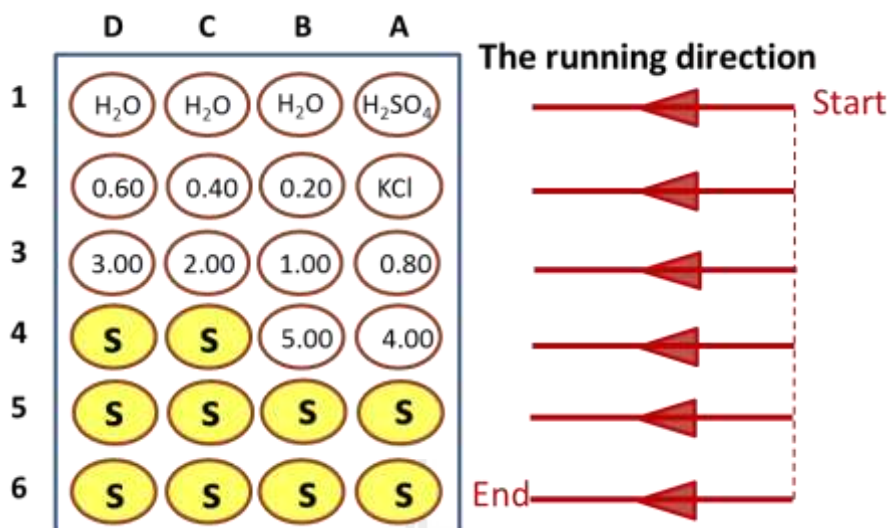 D C B A
The running direction
1 H₂O H₂O H₂O H₂SO₄ Start
2 0.60 0.40 0.20 KCl
3 3.00 2.00 1.00 0.80
4 S S 5.00 4.00
5 S S S S
6 S S S S End